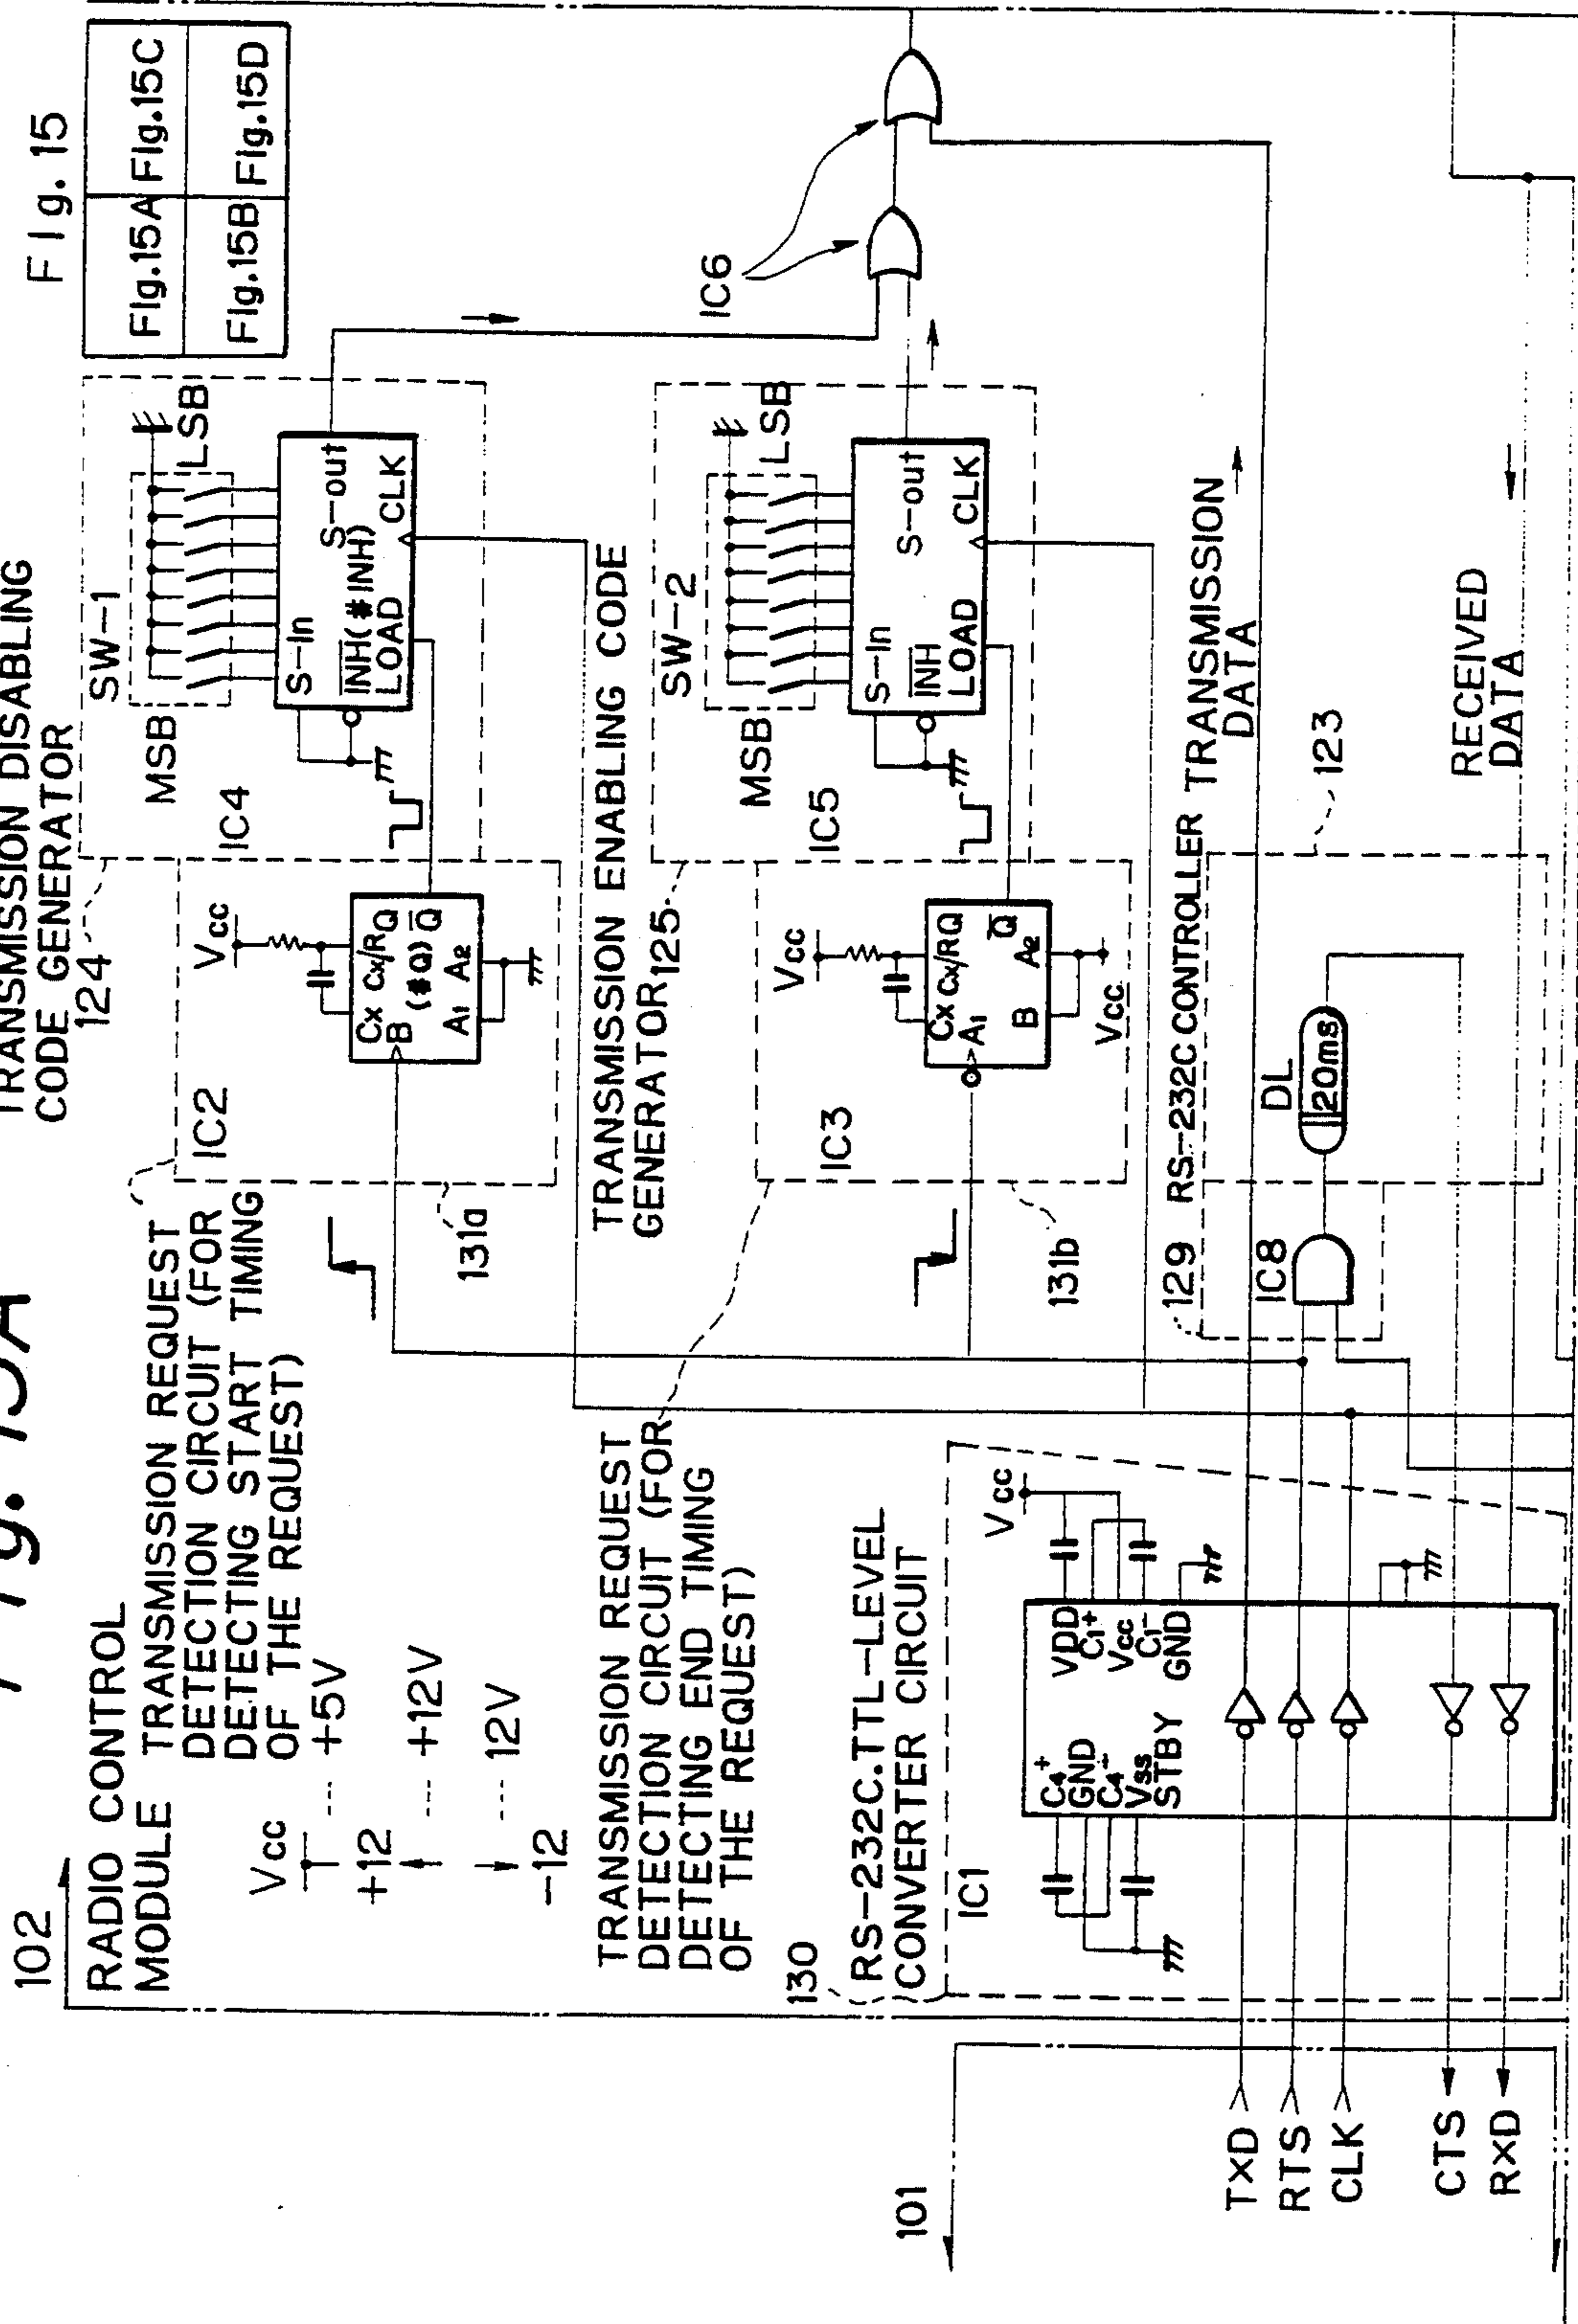 Fig. 15A
Fig. 15
Fig.15A Fig.15C
Fig.15B Fig.15D
102
RADIO CONTROL
MODULE
TRANSMISSION REQUEST
DETECTION CIRCUIT (FOR
DETECTING START TIMING
OF THE REQUEST)
Vcc --- +5V
+12 --- +12V
-12 --- 12V
TRANSMISSION DISABLING
CODE GENERATOR
124
131a
IC2
Vcc
Cx Cx/R Q
B (#Q) Q̅
A1 A2
IC4
SW-1
MSB
LSB
S-In
S-out
I̅N̅H̅(#INH)
LOAD CLK
TRANSMISSION REQUEST
DETECTION CIRCUIT (FOR
DETECTING END TIMING
OF THE REQUEST)
TRANSMISSION ENABLING CODE
GENERATOR 125
131b
IC3
Vcc
Cx Cx/R Q
A1 Q̅
B A2
Vcc
IC5
SW-2
MSB
LSB
S-In
S-out
I̅N̅H̅
LOAD CLK
IC6
130
RS-232C.TTL-LEVEL
CONVERTER CIRCUIT
IC1
Vcc
C4+
GND
C4-
Vss
STBY
VDD
C1+
Vcc
C1-
GND
129 RS-232C CONTROLLER
IC8
DL
20ms
123
TRANSMISSION
DATA
RECEIVED
DATA
101
TXD
RTS
CLK
CTS
RXD